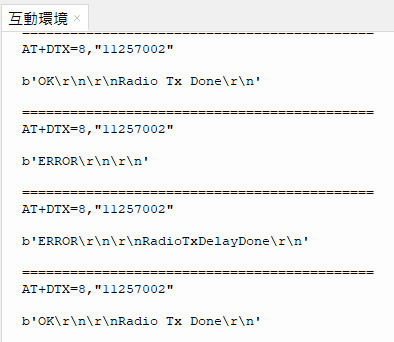 互動環境 ×
============================================
AT+DTX=8,"11257002"
b'OK\r\n\r\nRadio Tx Done\r\n'
============================================
AT+DTX=8,"11257002"
b'ERROR\r\n\r\n'
============================================
AT+DTX=8,"11257002"
b'ERROR\r\n\r\nRadioTxDelayDone\r\n'
============================================
AT+DTX=8,"11257002"
b'OK\r\n\r\nRadio Tx Done\r\n'